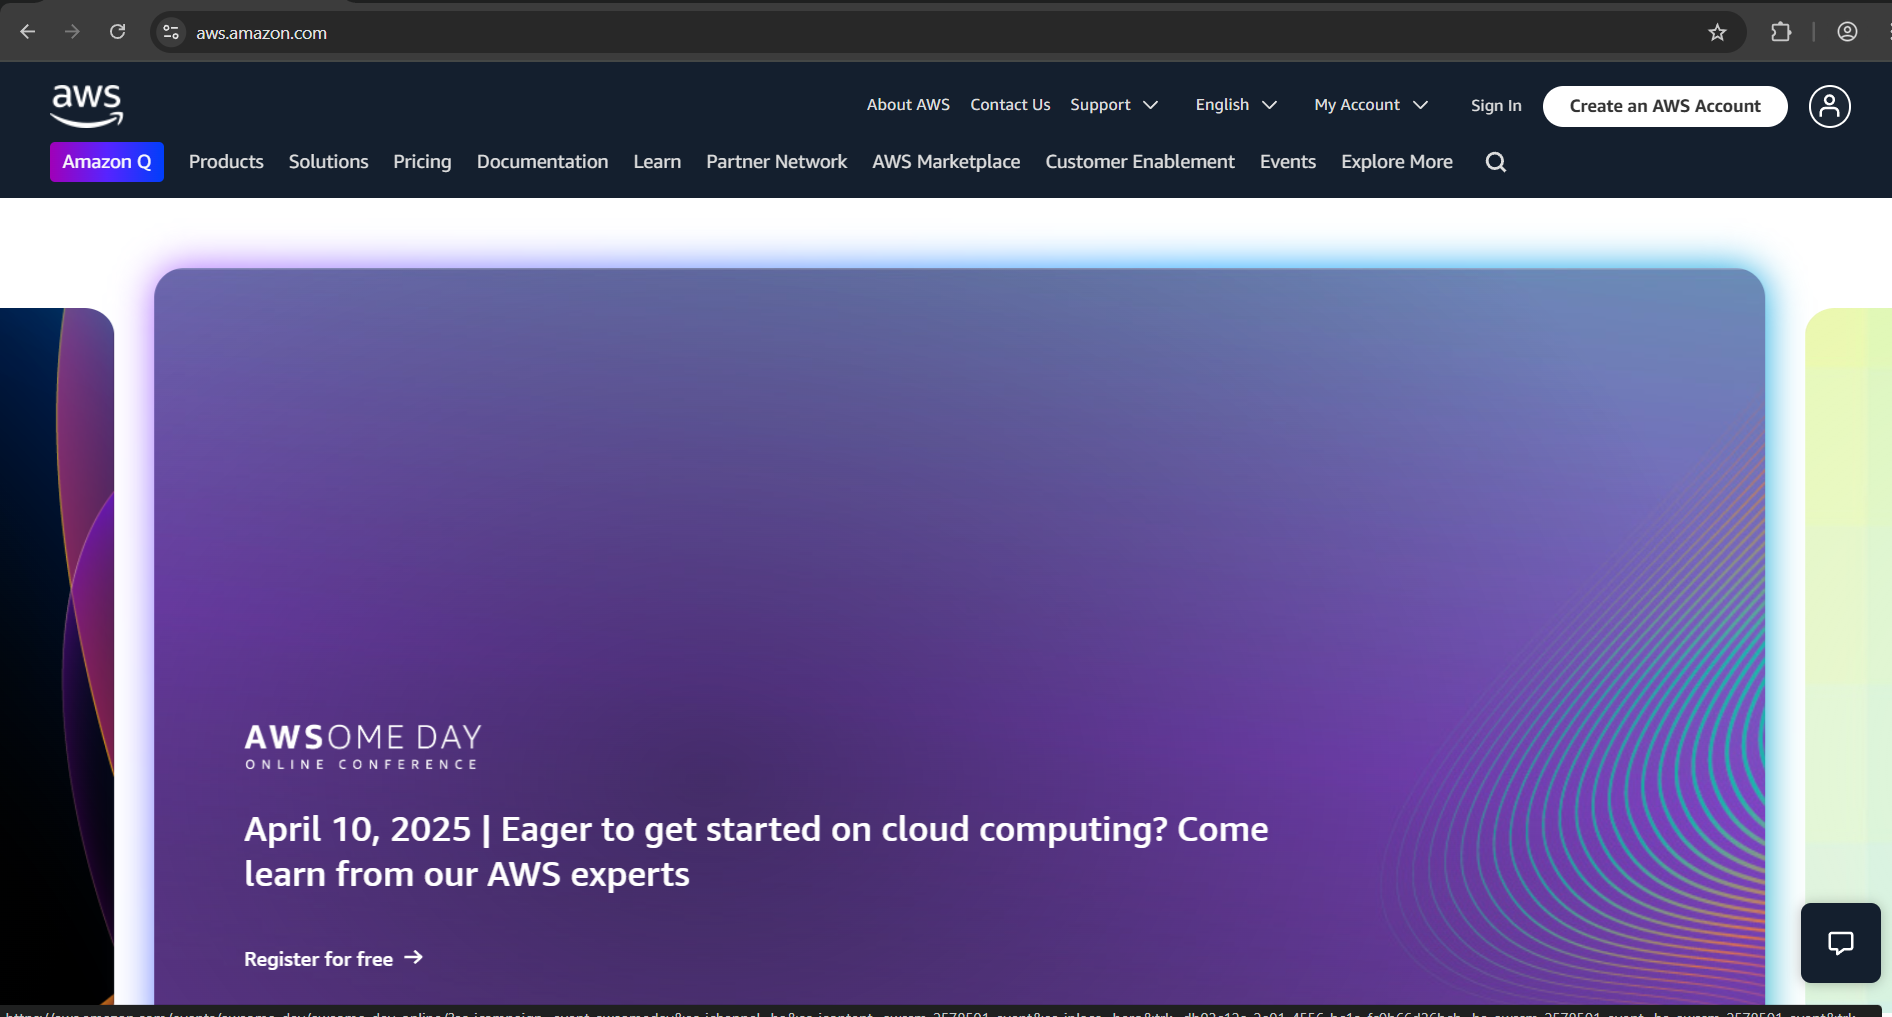 aws.amazon.com
aws
About AWS Contact Us Support English My Account Sign In Create an AWS Account
Amazon Q Products Solutions Pricing Documentation Learn Partner Network AWS Marketplace Customer Enablement Events Explore More
AWSOME DAY
ONLINE CONFERENCE
April 10, 2025 | Eager to get started on cloud computing? Come
learn from our AWS experts
Register for free →